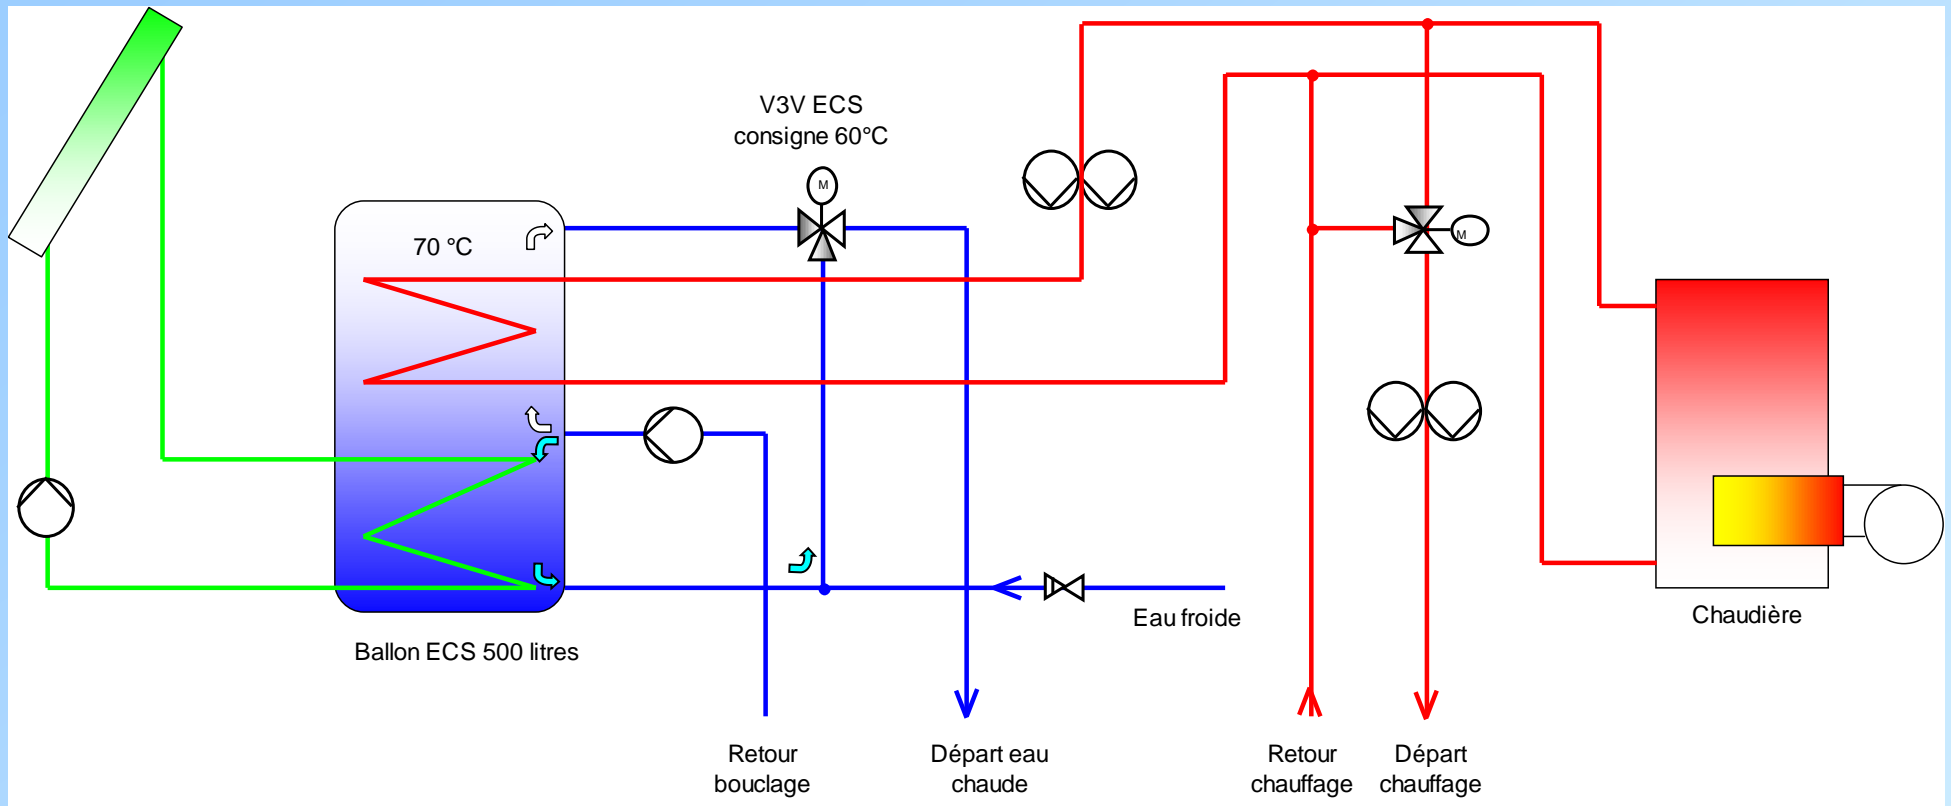 V3V ECS
consigne 60°C
M
70 °C
M
Eau froide
Chaudière
Ballon ECS 500 litres
Retour
bouclage
Départ eau
chaude
Retour
chauffage
Départ
chauffage